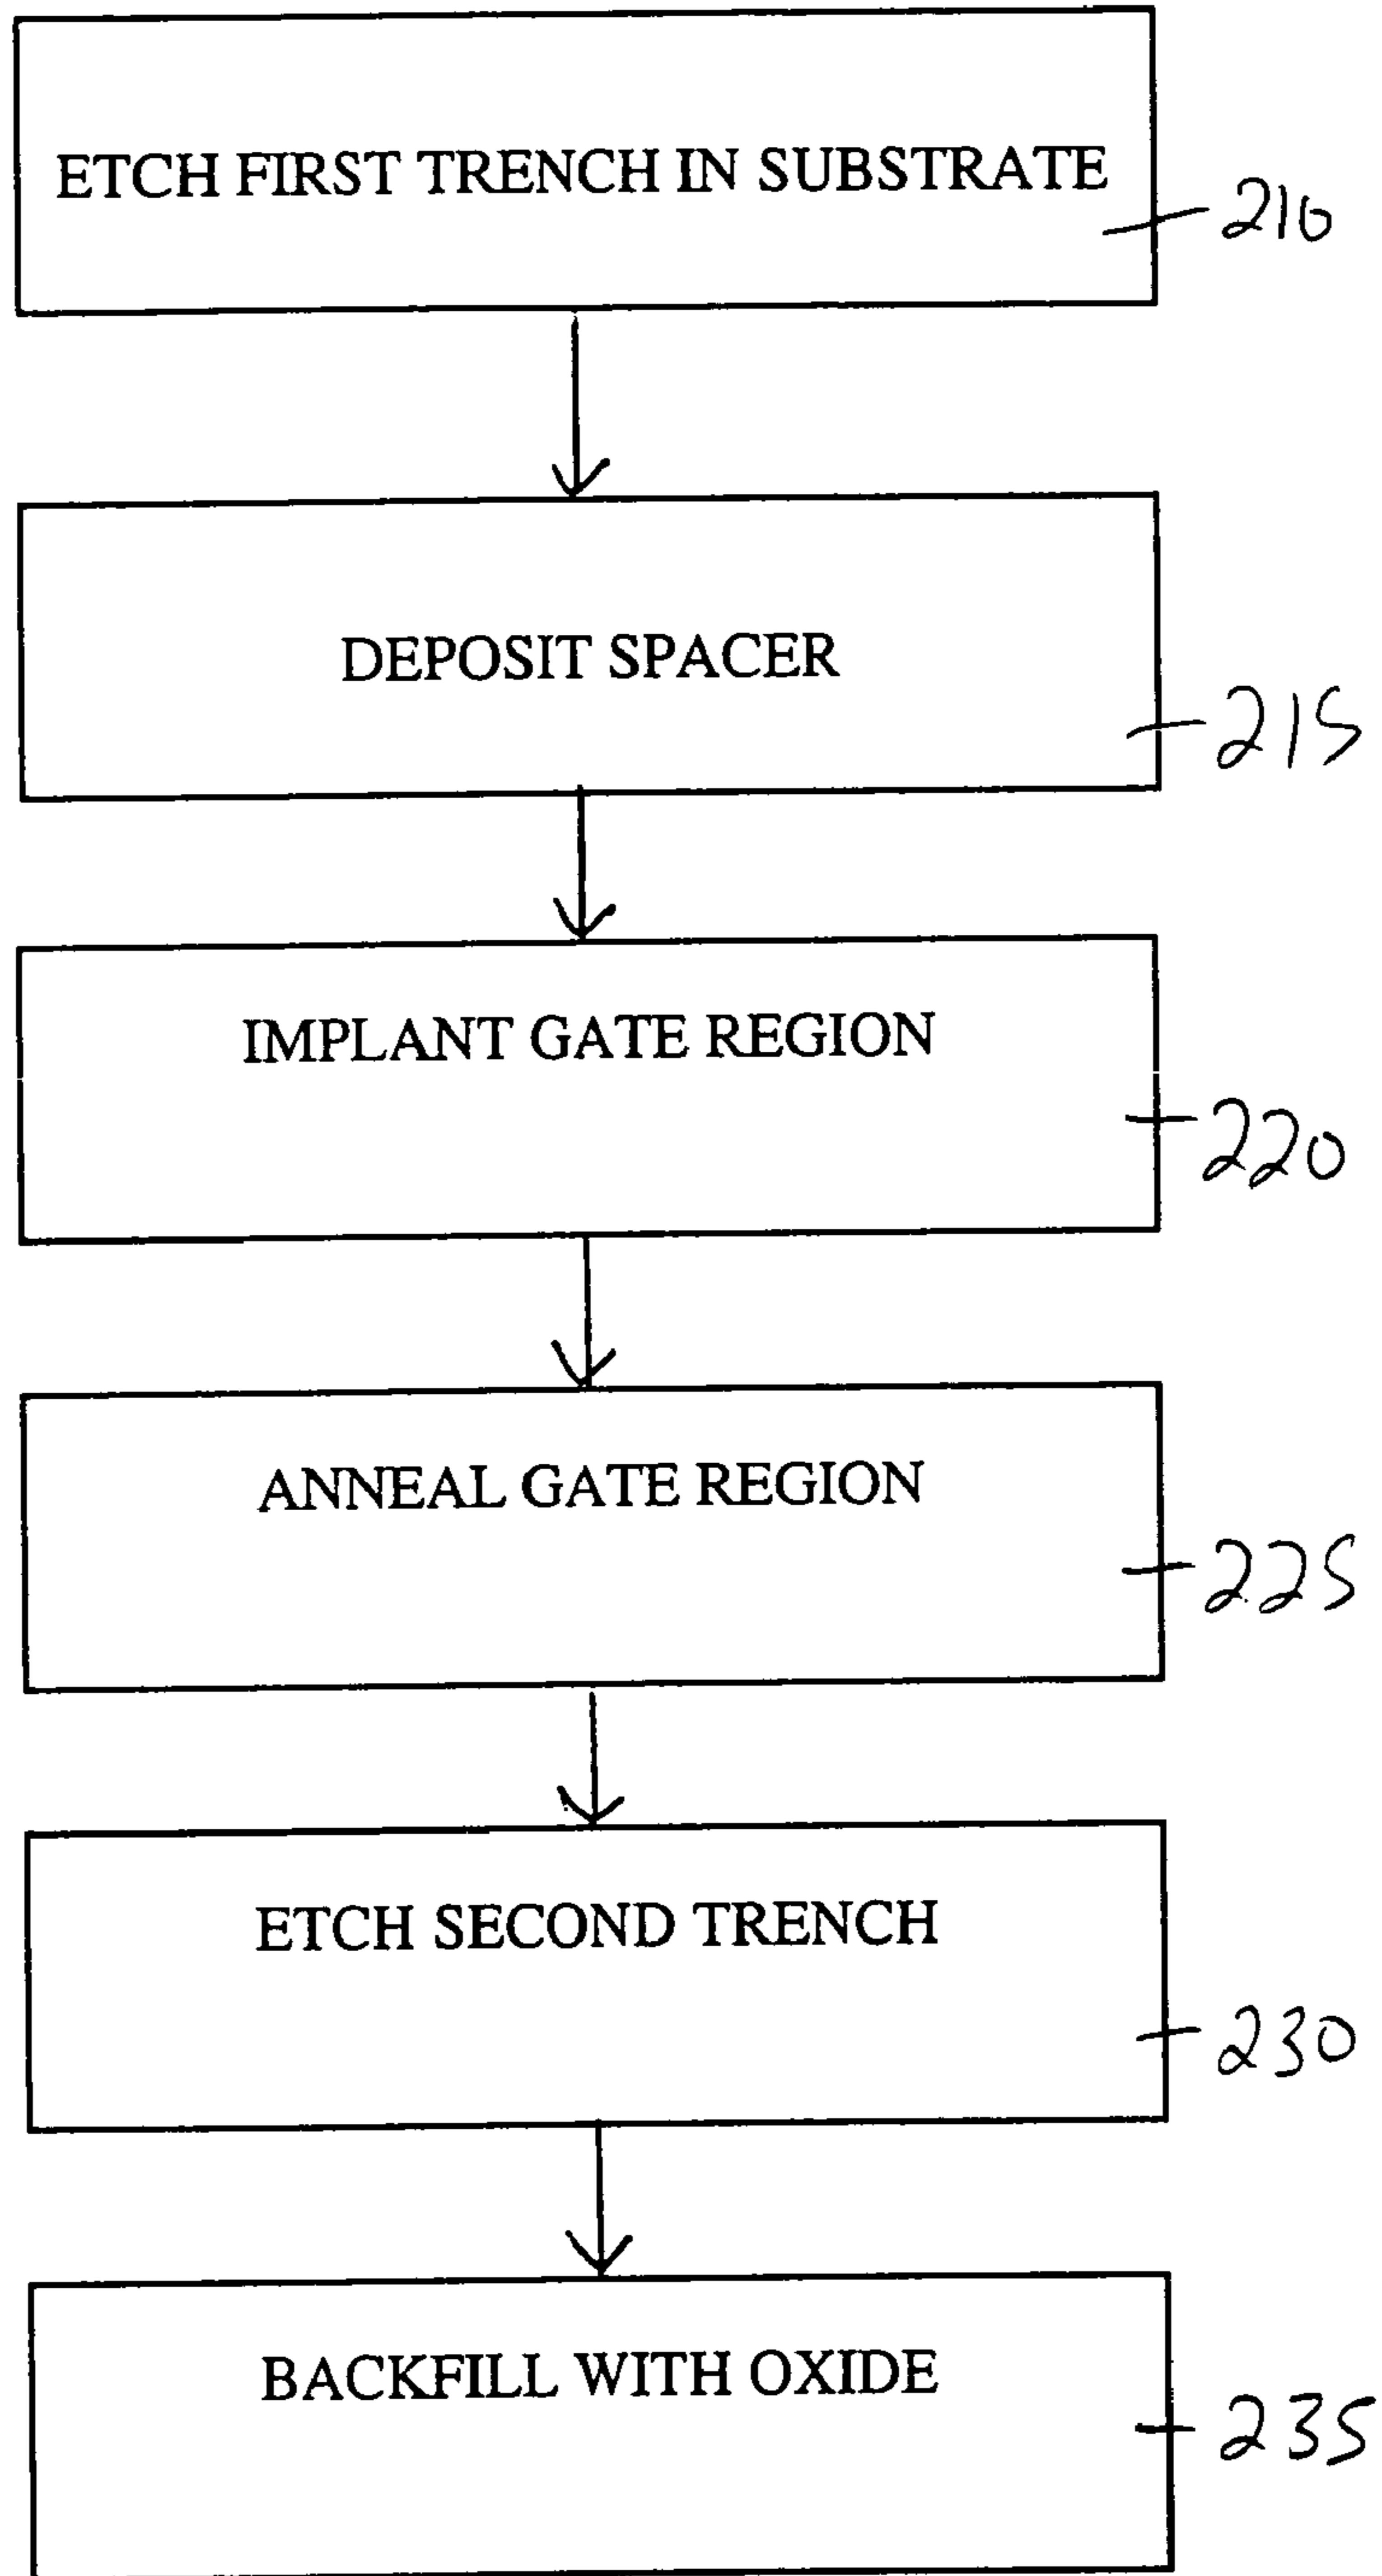 ETCH FIRST TRENCH IN SUBSTRATE
210
DEPOSIT SPACER
215
IMPLANT GATE REGION
220
ANNEAL GATE REGION
225
ETCH SECOND TRENCH
230
BACKFILL WITH OXIDE
235